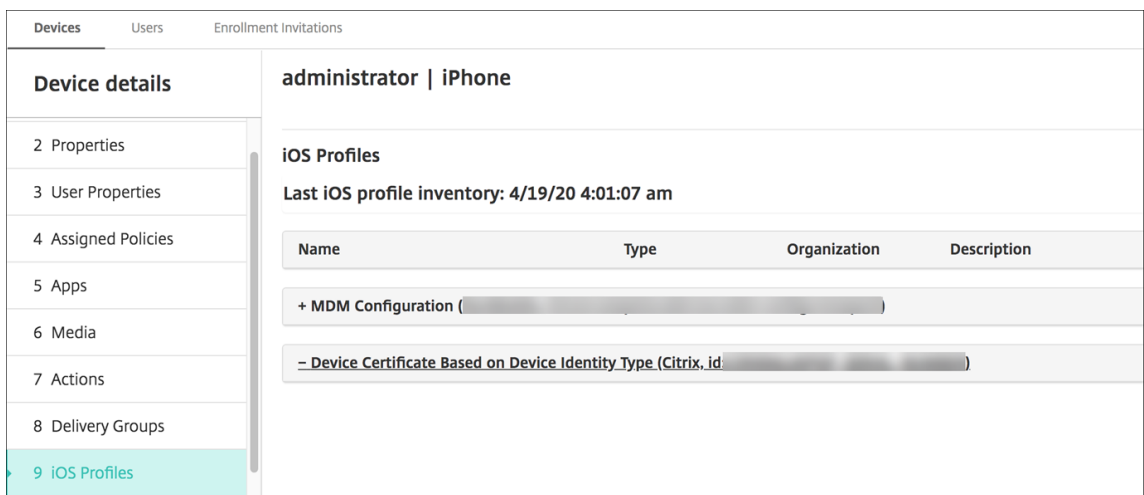 Devices Users Enrollment Invitations
Device details
administrator | iPhone
2 Properties
3 User Properties
4 Assigned Policies
5 Apps
6 Media
7 Actions
8 Delivery Groups
9 iOS Profiles
iOS Profiles
Last iOS profile inventory: 4/19/20 4:01:07 am
Name Type Organization Description
+ MDM Configuration ( )
– Device Certificate Based on Device Identity Type (Citrix, id: )